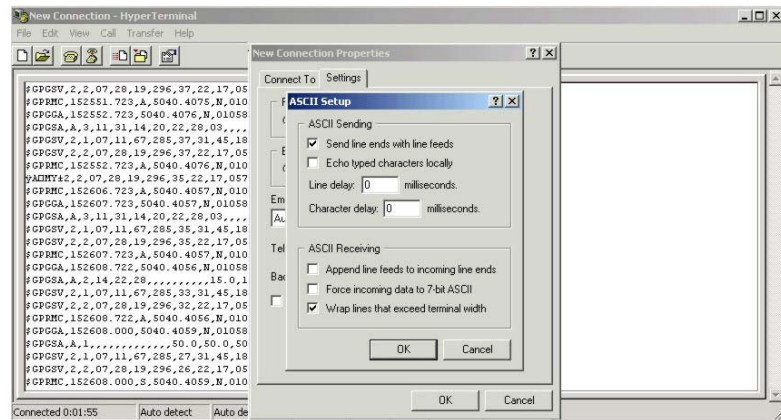 New Connection - HyperTerminal
File Edit View Call Transfer Help
$GPGSV,2,2,07,28,19,296,37,22,17,05
$GPRMC,152551.723,A,5040.4075,N,010
$GPGGA,152552.723,5040.4076,N,01058
$GPGSA,A,3,11,31,14,20,22,28,03,,,,
$GPGSV,2,1,07,11,67,285,37,31,45,18
$GPGSV,2,2,07,28,19,296,37,22,17,05
$GPRMC,152552.723,A,5040.4076,N,010
2,2,07,28,19,296,35,22,17,057
$GPRMC,152606.723,A,5040.4057,N,010
$GPGGA,152607.723,5040.4057,N,01058
$GPGSA,A,3,11,31,14,20,22,28,03,,,,
$GPGSV,2,1,07,11,67,285,35,31,45,18
$GPGSV,2,2,07,28,19,296,35,22,17,05
$GPRMC,152607.723,A,5040.4057,N,010
$GPGGA,152608.722,5040.4056,N,01058
$GPGSA,A,2,14,22,28,,,,,,,,,15.0,1
$GPGSV,2,1,07,11,67,285,33,31,45,18
$GPGSV,2,2,07,28,19,296,32,22,17,05
$GPRMC,152608.722,A,5040.4056,N,010
$GPGGA,152608.000,5040.4059,N,01058
$GPGSA,A,1,,,,,,,,,,,,50.0,50.0,50
$GPGSV,2,1,07,11,67,285,27,31,45,18
$GPGSV,2,2,07,28,19,296,26,22,17,05
$GPRMC,152608.000,S,5040.4059,N,010
Connected 0:01:55 Auto detect Auto de
New Connection Properties
Connect To Settings
F
E
Em
Au
Tel
Bac
ASCII Setup
ASCII Sending
Send line ends with line feeds
Echo typed characters locally
Line delay: 0 milliseconds.
Character delay: 0 milliseconds.
ASCII Receiving
Append line feeds to incoming line ends
Force incoming data to 7-bit ASCII
Wrap lines that exceed terminal width
OK Cancel
OK Cancel